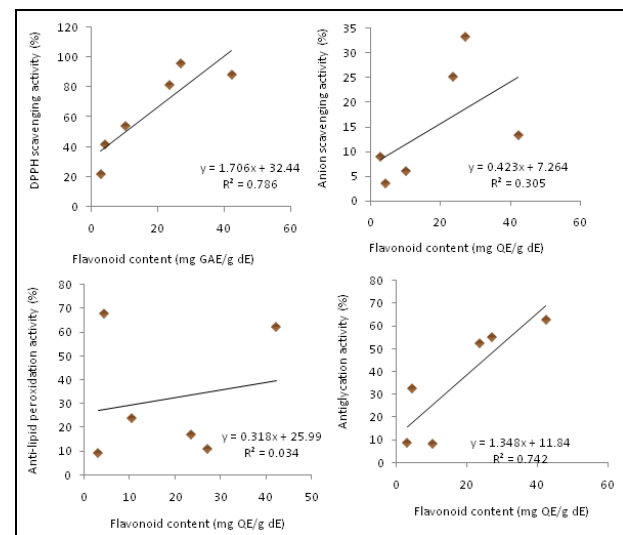 DPPH scavenging activity (%)
120
100
80
60
40
20
0
y = 1.706x + 32.44
R² = 0.786
0 20 40 60
Flavonoid content (mg GAE/g dE)
Anion scavenging activity (%)
35
30
25
20
15
10
5
0
y = 0.423x + 7.264
R² = 0.305
0 20 40 60
Flavonoid content (mg QE/g dE)
Anti-lipid peroxidation activity (%)
80
70
60
50
40
30
20
10
0
y = 0.318x + 25.99
R² = 0.034
0 10 20 30 40 50
Flavonoid content (mg QE/g dE)
Antiglycation activity (%)
80
70
60
50
40
30
20
10
0
y = 1.348x + 11.84
R² = 0.742
0 20 40 60
Flavonoid content (mg QE/g dE)